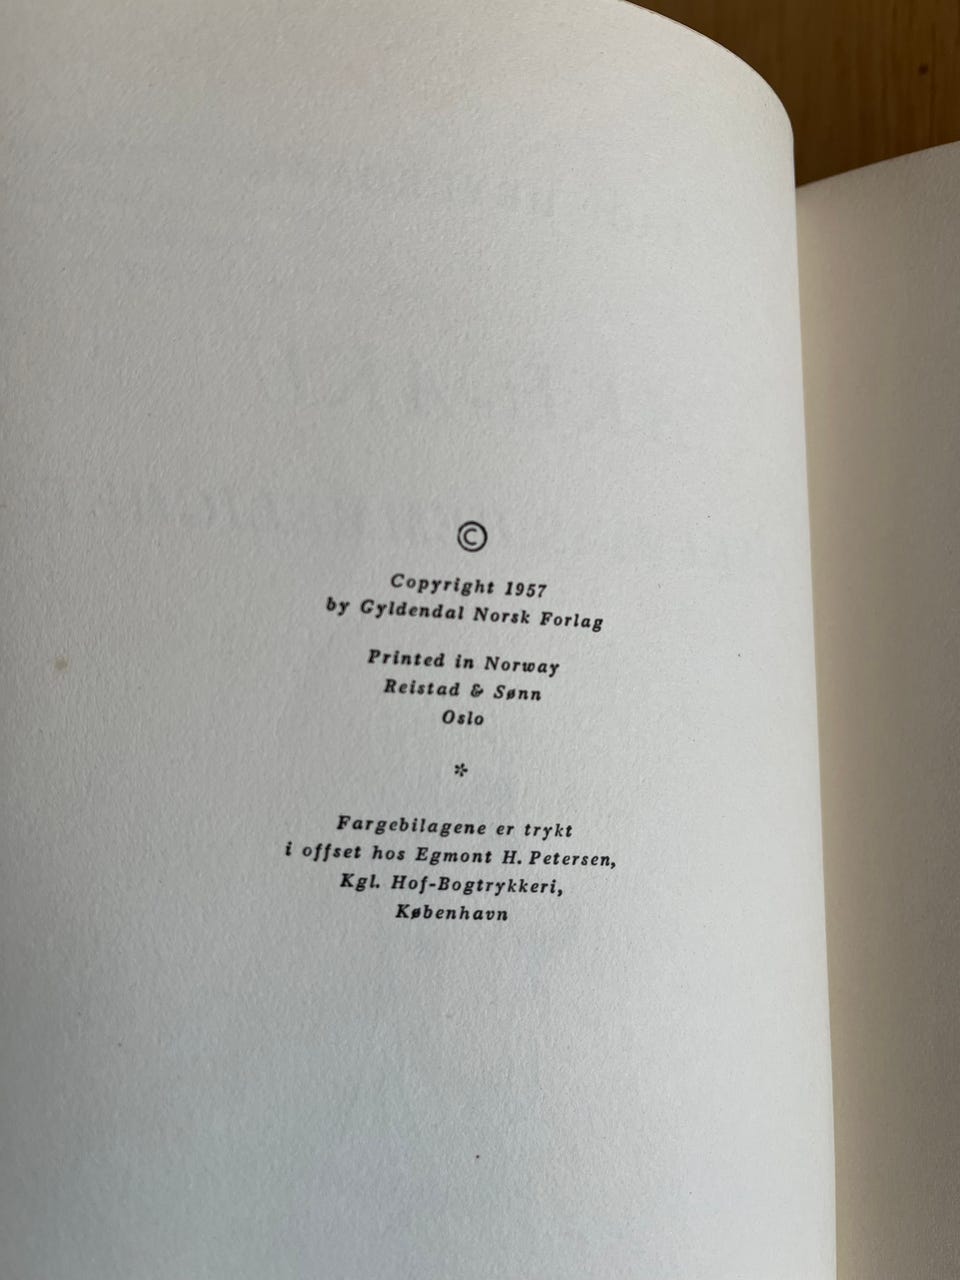 ©
Copyright 1957
by Gyldendal Norsk Forlag
Printed in Norway
Reistad & Sønn
Oslo
*
Fargebilagene er trykt
i offset hos Egmont H. Petersen,
Kgl. Hof-Bogtrykkeri,
København